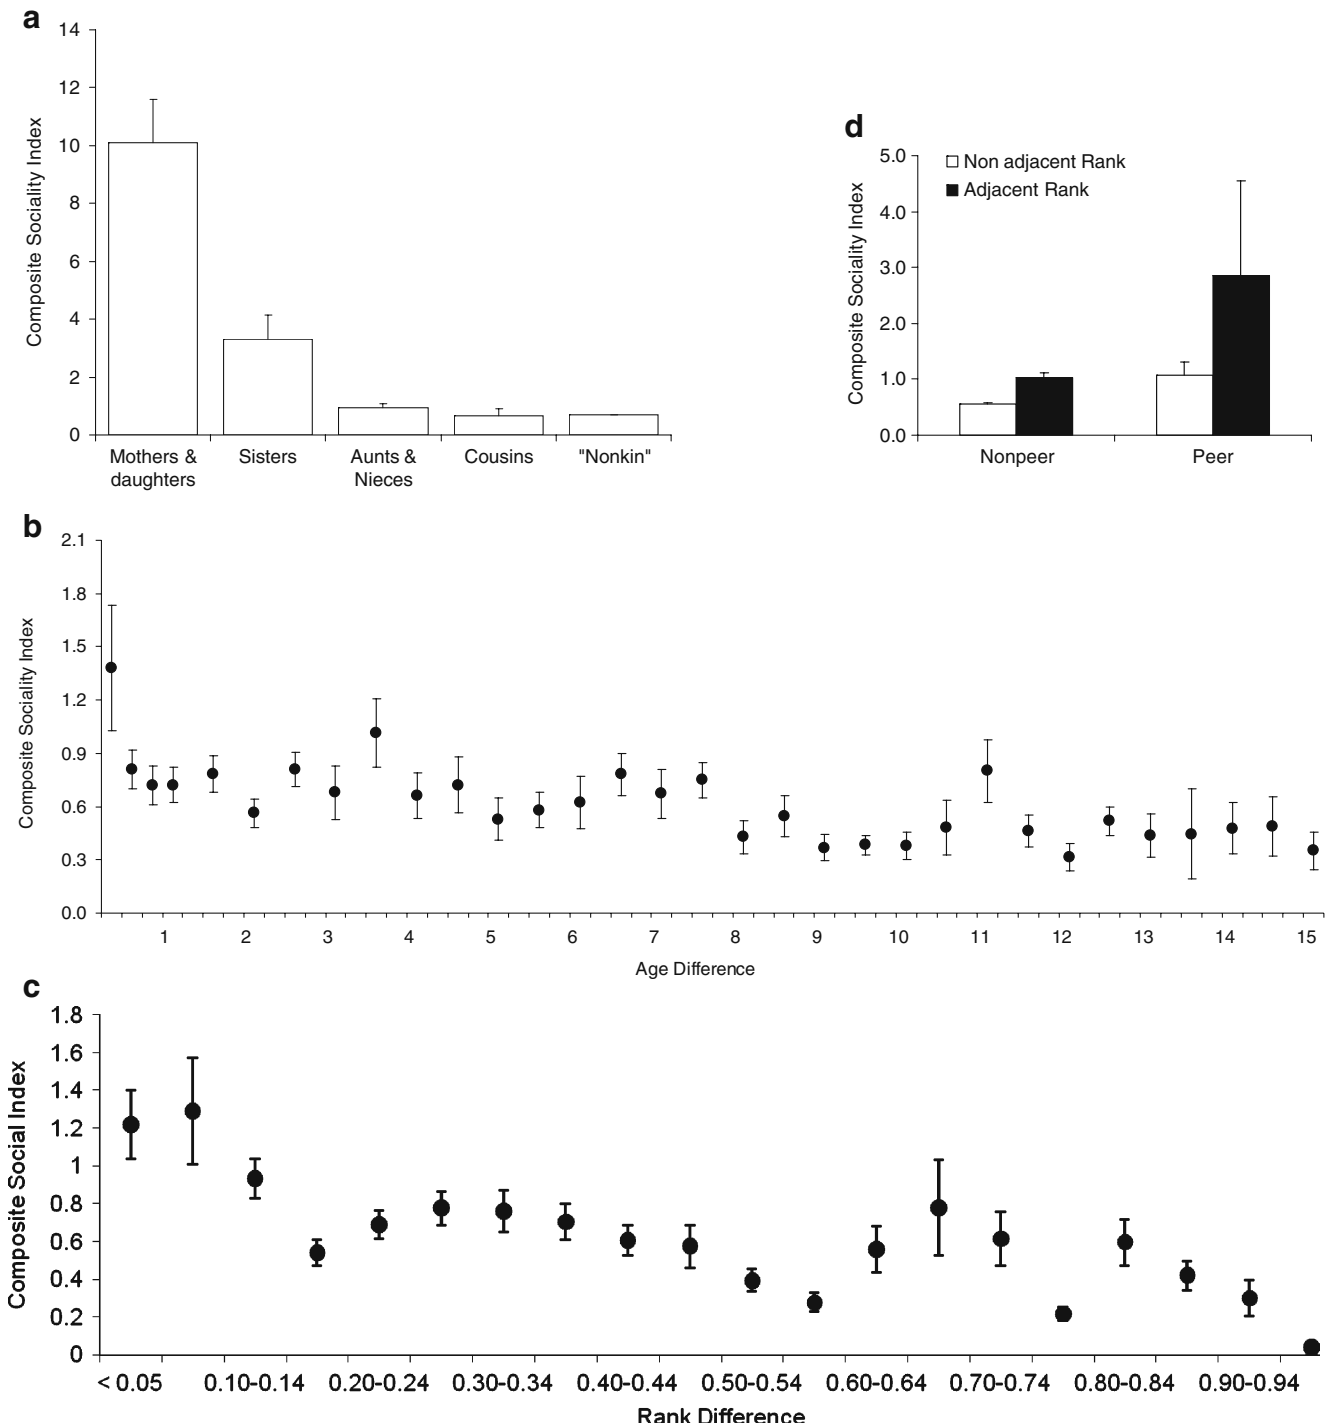 a
14
12
10
8
6
4
2
0
Composite Sociality Index
Mothers &
daughters
Sisters
Aunts &
Nieces
Cousins
"Nonkin"
d
5.0
4.0
3.0
2.0
1.0
0.0
Composite Sociality Index
Non adjacent Rank
Adjacent Rank
Nonpeer
Peer
b
2.1
1.8
1.5
1.2
0.9
0.6
0.3
0.0
Composite Sociality Index
1 2 3 4 5 6 7 8 9 10 11 12 13 14 15
Age Difference
c
1.8
1.6
1.4
1.2
1
0.8
0.6
0.4
0.2
0
Composite Social Index
< 0.05 0.10-0.14 0.20-0.24 0.30-0.34 0.40-0.44 0.50-0.54 0.60-0.64 0.70-0.74 0.80-0.84 0.90-0.94
Rank Difference